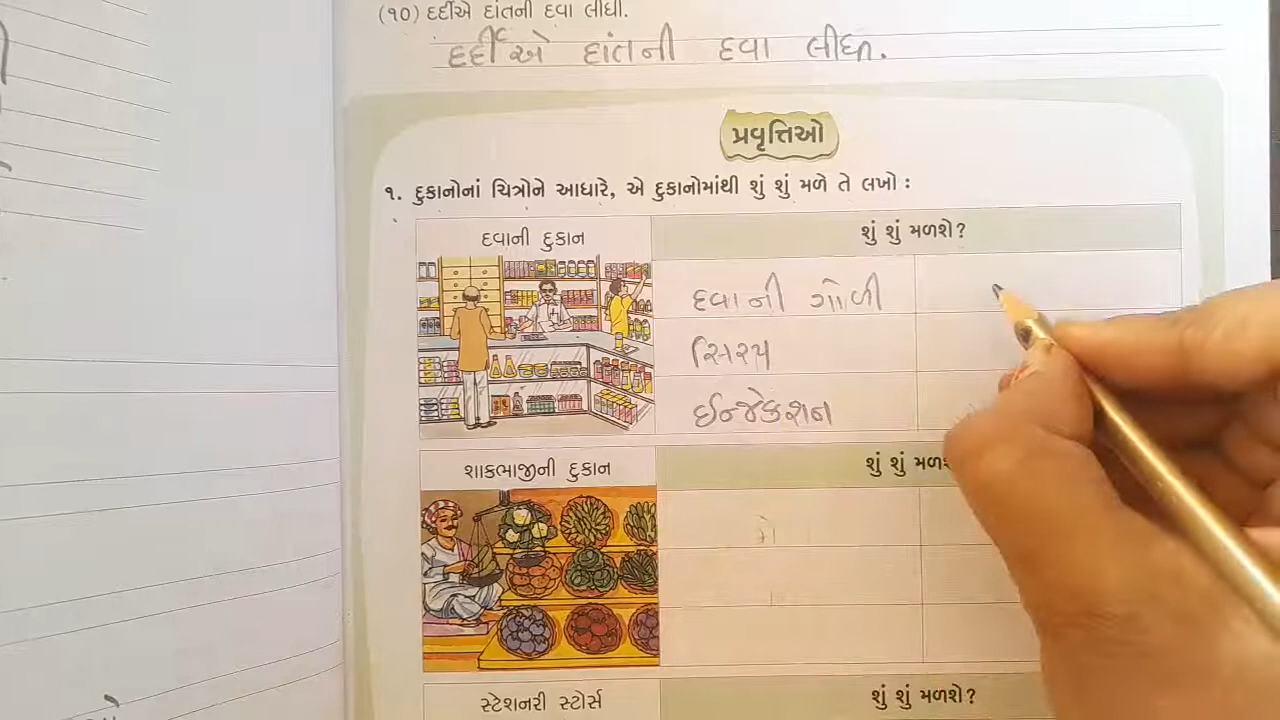 (૧૦) દર્દીએ દાંતની દવા લીધી.
દર્દીએ દાંતની દવા લીધી.
પ્રવૃત્તિઓ
૧. દુકાનોનાં ચિત્રોને આધારે, એ દુકાનોમાંથી શું શું મળે તે લખો :
દવાની દુકાન
શું શું મળશે?
દવાની ગોળી
સિરપ
ઈન્જેકશન
શાકભાજીની દુકાન
શું શું
સ્ટેશનરી સ્ટોર્સ
શું શું મળશે?